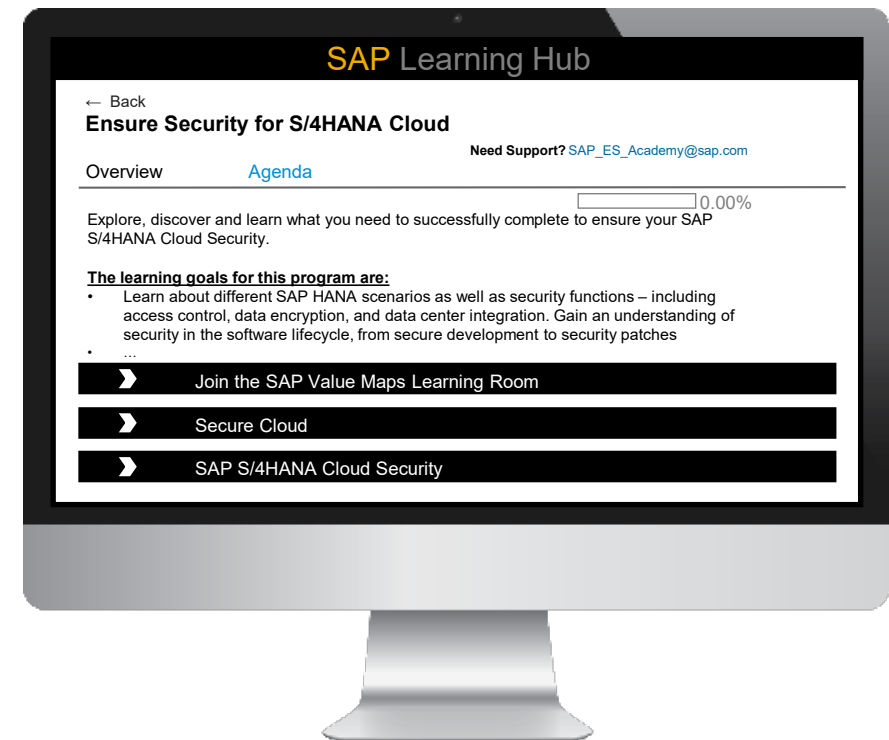 SAP Learning Hub
← Back
Ensure Security for S/4HANA Cloud
Need Support? SAP_ES_Academy@sap.com
Overview Agenda
0.00%
Explore, discover and learn what you need to successfully complete to ensure your SAP
S/4HANA Cloud Security.
The learning goals for this program are:
• Learn about different SAP HANA scenarios as well as security functions – including
access control, data encryption, and data center integration. Gain an understanding of
security in the software lifecycle, from secure development to security patches
• ...
Join the SAP Value Maps Learning Room
Secure Cloud
SAP S/4HANA Cloud Security